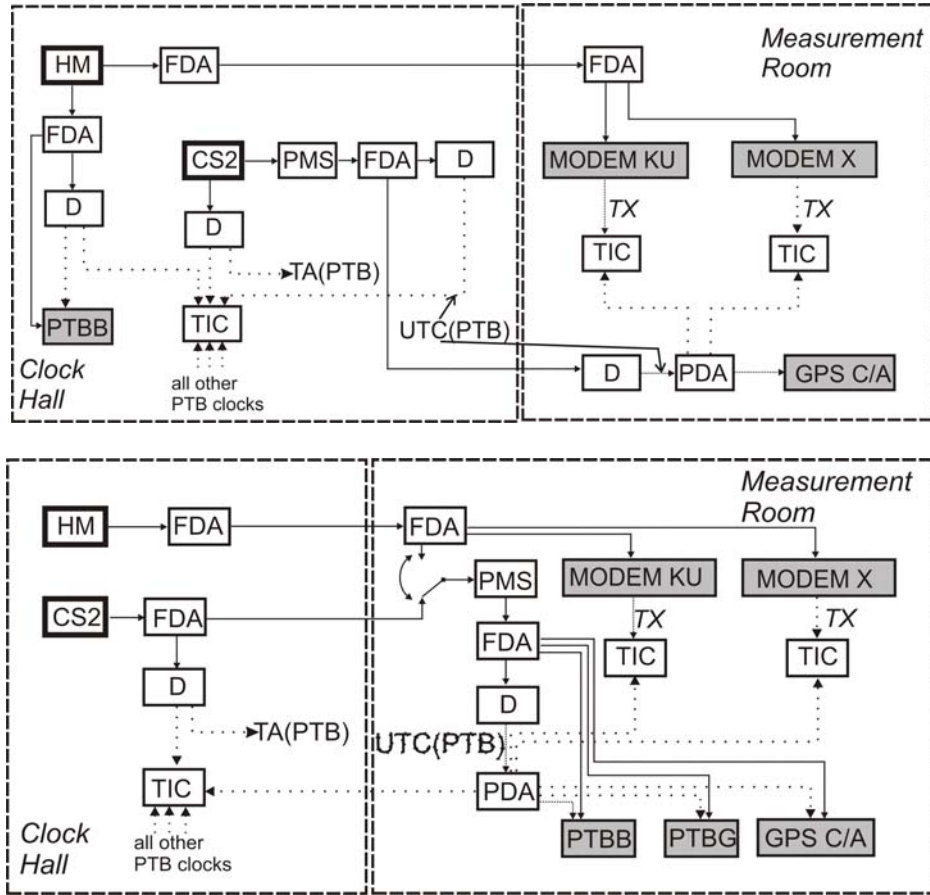 Measurement
Room
HM
FDA
FDA
FDA
CS2
PMS
FDA
D
MODEM KU
MODEM X
D
D
TX
TX
TIC
TIC
TA(PTB)
PTBB
TIC
UTC(PTB)
Clock
Hall
all other
PTB clocks
D
PDA
GPS C/A
Measurement
Room
HM
FDA
FDA
PMS
MODEM KU
MODEM X
CS2
FDA
TX
TX
FDA
TIC
TIC
D
D
TA(PTB)
UTC(PTB)
TIC
PDA
Clock
Hall
all other
PTB clocks
PTBB
PTBG
GPS C/A